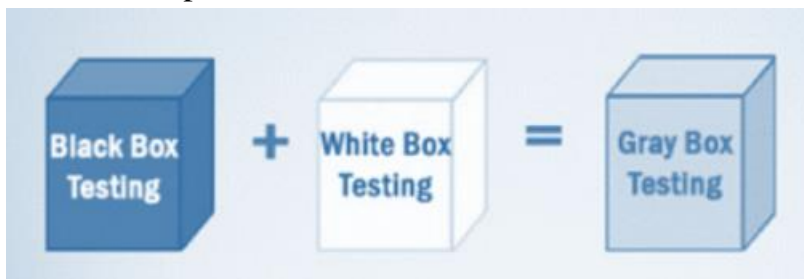 Black Box
Testing
+
White Box
Testing
=
Gray Box
Testing